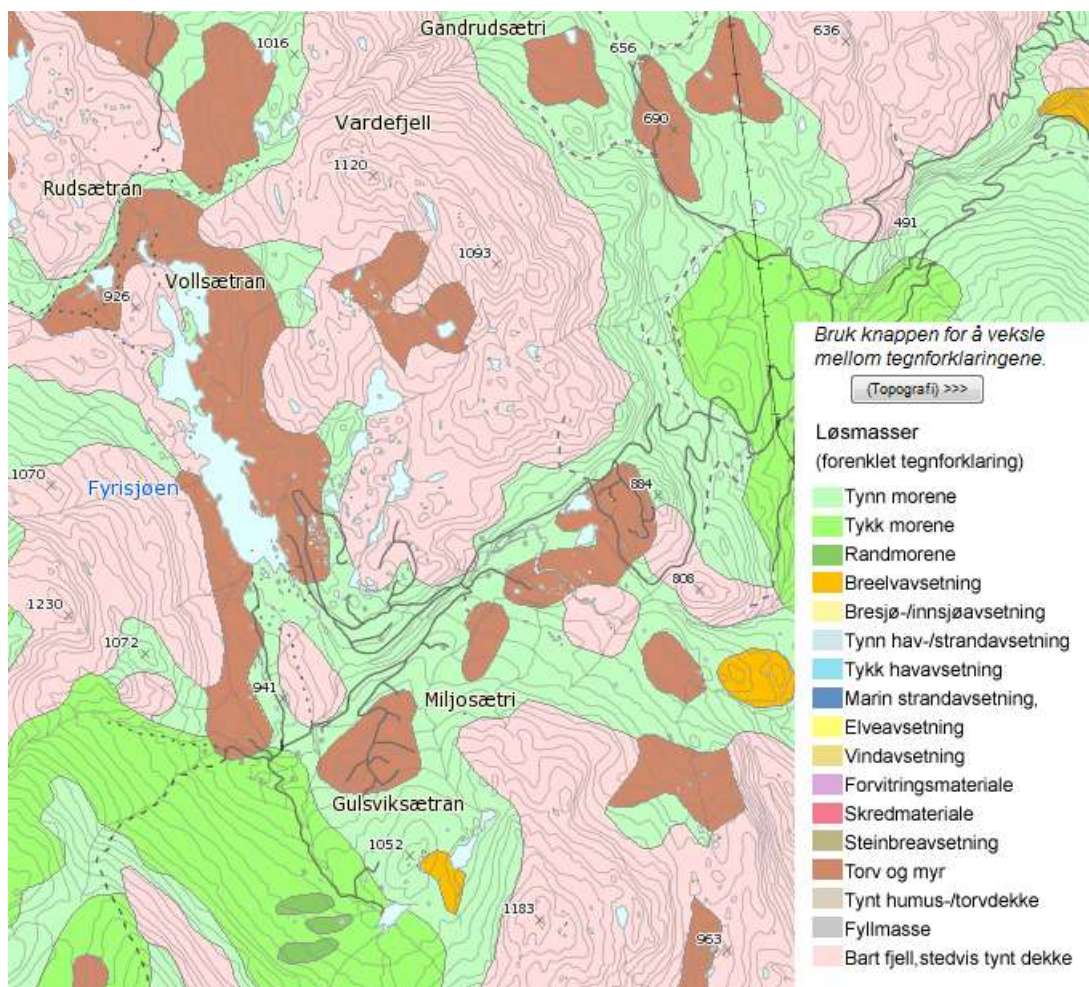 Gandrudsætri
1016
656
636
Vardefjell
690
1120
Rudsætran
491
1093
Vollsætran
926
Bruk knappen for å veksle
mellom tegnforklaringene.
(Topografi) >>>
Løsmasser
(forenklet tegnforklaring)
1070
Fyrisjøen
884
Tynn morene
Tykk morene
Randmorene
Breelvavsetning
808
1230
Bresjø-/innsjøavsetning
1072
Tynn hav-/strandavsetning
Tykk havavsetning
941
Miljosætri
Marin strandavsetning,
Elveavsetning
Vindavsetning
Forvitringsmateriale
Gulsviksætran
Skredmateriale
Steinbreavsetning
1052
Torv og myr
Tynt humus-/torvdekke
1183
Fyllmasse
963
Bart fjell,stedvis tynt dekke